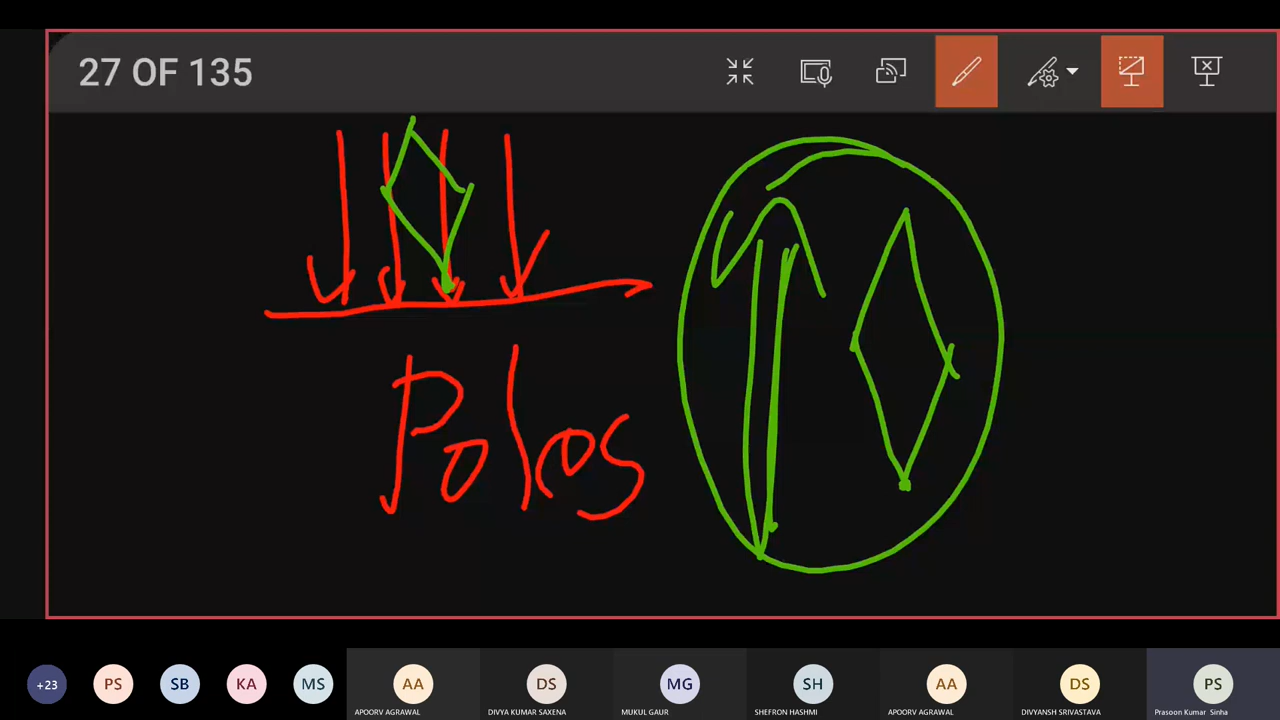 27 OF 135
Polos
+23 PS SB KA MS AA DS MG SH AA DS PS
APOORV AGRAWAL DIVYA KUMAR SAXENA MUKUL GAUR SHEFRON HASHMI APOORV AGRAWAL DIVYANSH SRIVASTAVA Prasoon Kumar Sinha